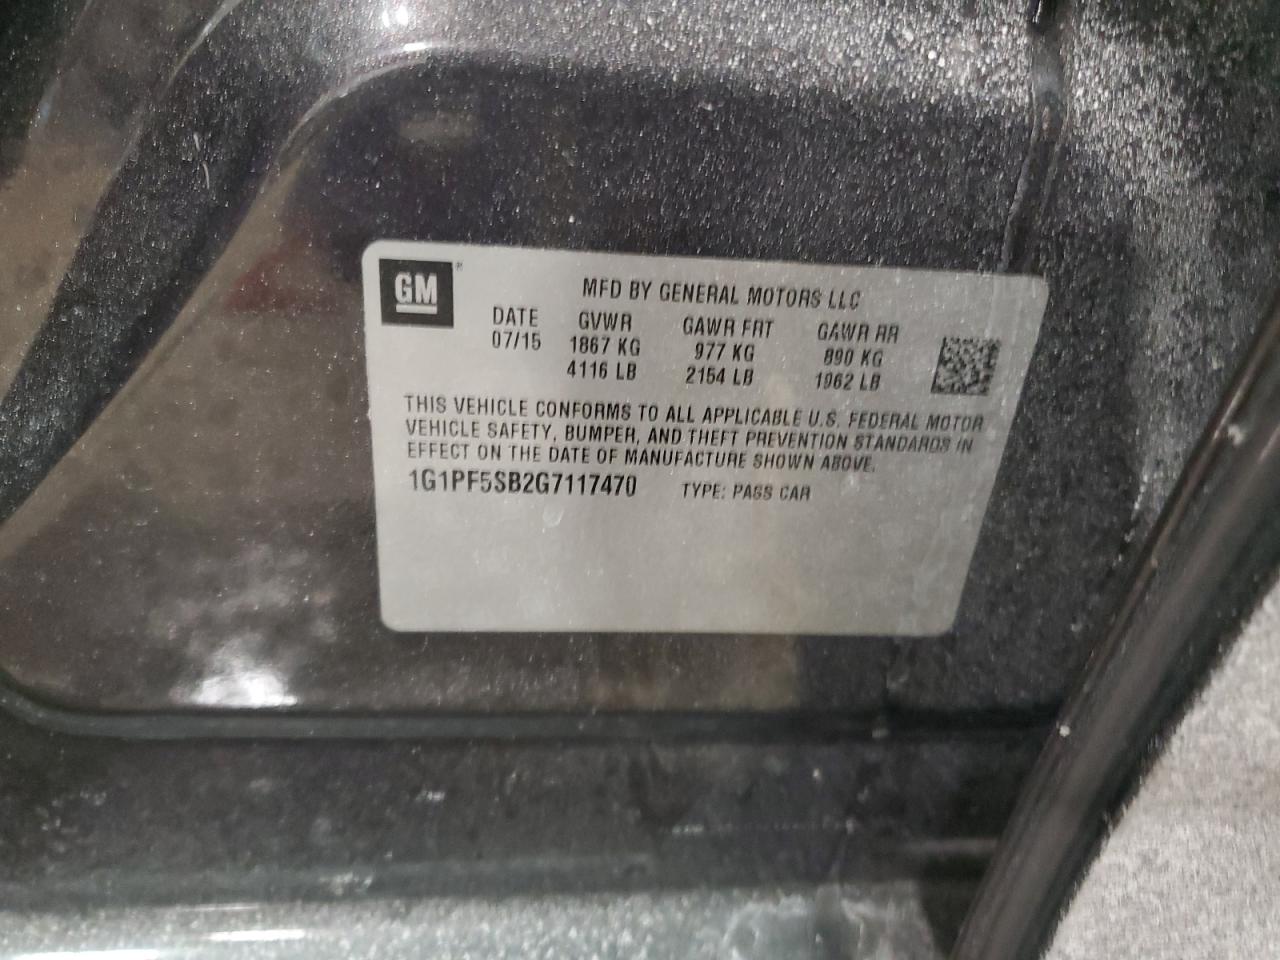 GM
MFD BY GENERAL MOTORS LLC
DATE GVWR GAWR FRT GAWR RR
07/15 1867 KG 977 KG 890 KG
4116 LB 2154 LB 1962 LB
THIS VEHICLE CONFORMS TO ALL APPLICABLE U.S. FEDERAL MOTOR
VEHICLE SAFETY, BUMPER, AND THEFT PREVENTION STANDARDS IN
EFFECT ON THE DATE OF MANUFACTURE SHOWN ABOVE.
1G1PF5SB2G7117470 TYPE: PASS CAR